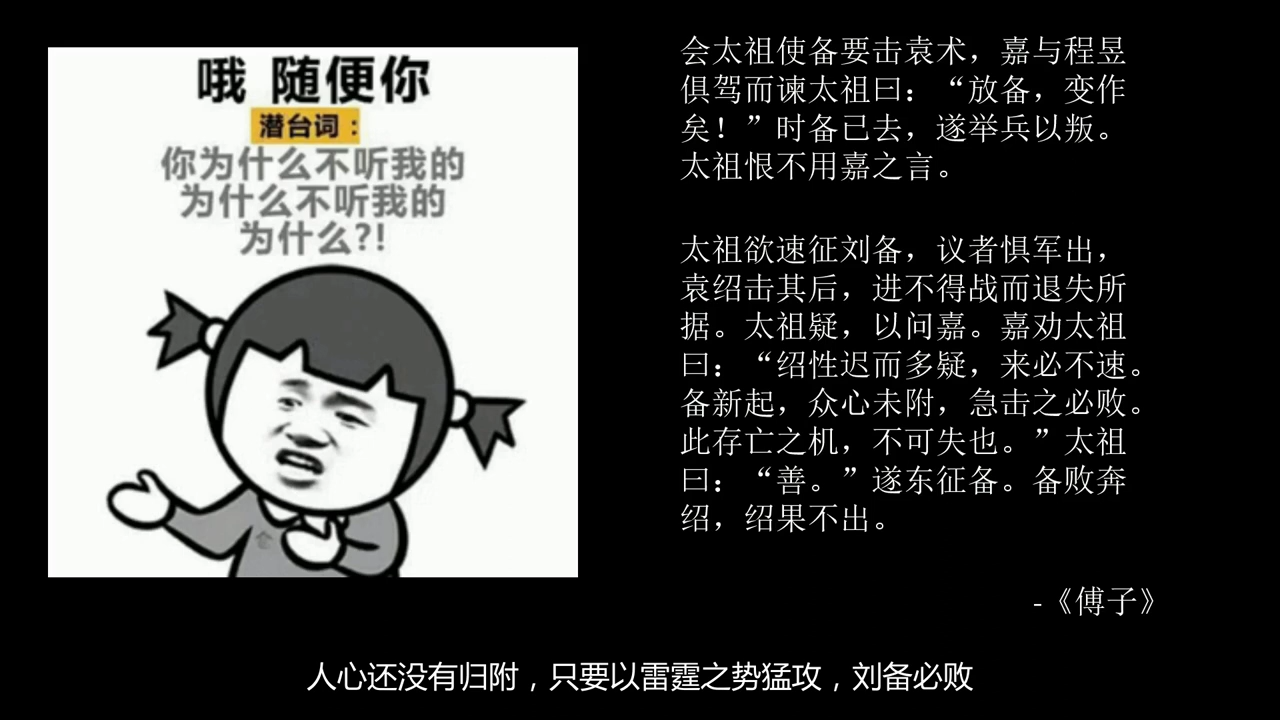 哦 随便你
潜台词：
你为什么不听我的
为什么不听我的
为什么?!
会太祖使备要击袁术，嘉与程昱
俱驾而谏太祖曰：“放备，变作
矣！”时备已去，遂举兵以叛。
太祖恨不用嘉之言。
太祖欲速征刘备，议者惧军出，
袁绍击其后，进不得战而退失所
据。太祖疑，以问嘉。嘉劝太祖
曰：“绍性迟而多疑，来必不速。
备新起，众心未附，急击之必败。
此存亡之机，不可失也。”太祖
曰：“善。”遂东征备。备败奔
绍，绍果不出。
-《傅子》
人心还没有归附，只要以雷霆之势猛攻，刘备必败